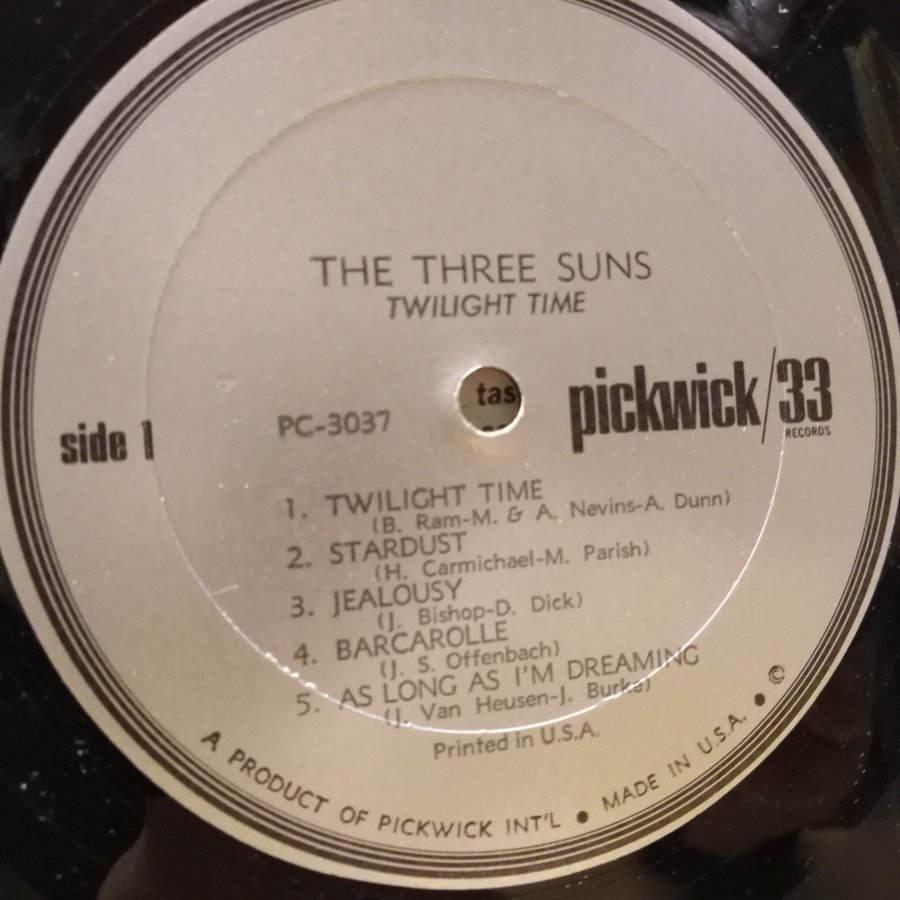 THE THREE SUNS
TWILIGHT TIME
tas
pickwick/33
RECORDS
side 1
PC-3037
1. TWILIGHT TIME
(B. Ram-M. & A. Nevins-A. Dunn)
2. STARDUST
(H. Carmichael-M. Parish)
3. JEALOUSY
(J. Bishop-D. Dick)
4. BARCAROLLE
(J. S. Offenbach)
5. AS LONG AS I'M DREAMING
(J. Van Heusen-J. Burke)
Printed in U.S.A.
A PRODUCT OF PICKWICK INT'L ● MADE IN U.S.A. ● ©